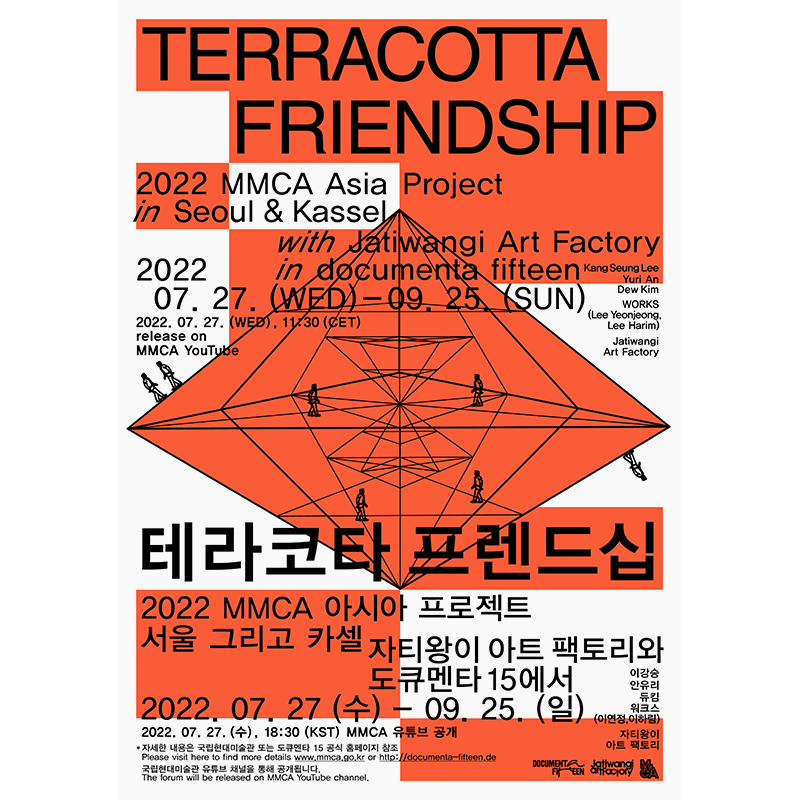 TERRACOTTA
FRIENDSHIP
2022 MMCA Asia Project
in Seoul & Kassel
with Jatiwangi Art Factory
in documenta fifteen
2022
07. 27. (WED) – 09. 25. (SUN)
2022. 07. 27. (WED), 11:30 (CET)
release on
MMCA YouTube
Kang Seung Lee
Yuri An
Dew Kim
WORKS
(Lee Yeonjeong,
Lee Harim)
Jatiwangi
Art Factory
테라코타 프렌드십
2022 MMCA 아시아 프로젝트
서울 그리고 카셀
자티왕이 아트 팩토리와
도큐멘타 15에서
2022. 07. 27 (수) – 09. 25. (일)
2022. 07. 27. (수), 18:30 (KST) MMCA 유튜브 공개
이강승
안유리
듀킴
워크스
(이연정,이하림)
자티왕이
아트 팩토리
*자세한 내용은 국립현대미술관 또는 도큐멘타 15 공식 홈페이지 참조
Please visit here to find more details www.mmca.go.kr or http://documenta-fifteen.de
국립현대미술관 유튜브 채널을 통해 공개됩니다.
The forum will be released on MMCA YouTube channel.
DOCUMENTA
FIFTEEN
Jatiwangi
artFactory
MMCA